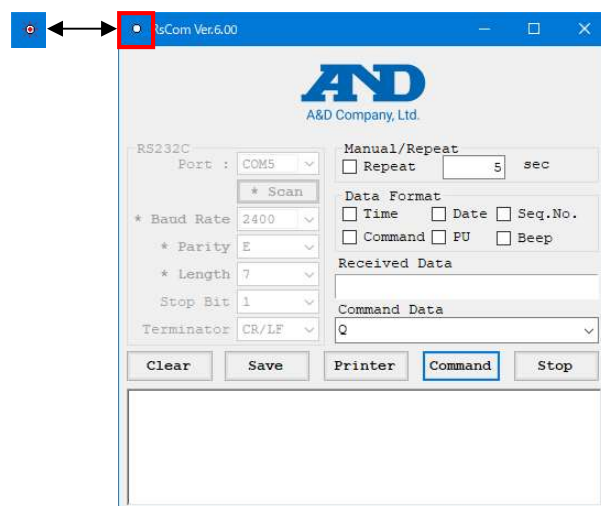 RsCom Ver.6.00
AND
A&D Company, Ltd.
RS232C
Port : COM5
* Scan
* Baud Rate 2400
* Parity E
* Length 7
Stop Bit 1
Terminator CR/LF
Manual/Repeat
Repeat 5 sec
Data Format
Time Date Seq.No.
Command PU Beep
Received Data
Command Data
Q
Clear Save Printer Command Stop